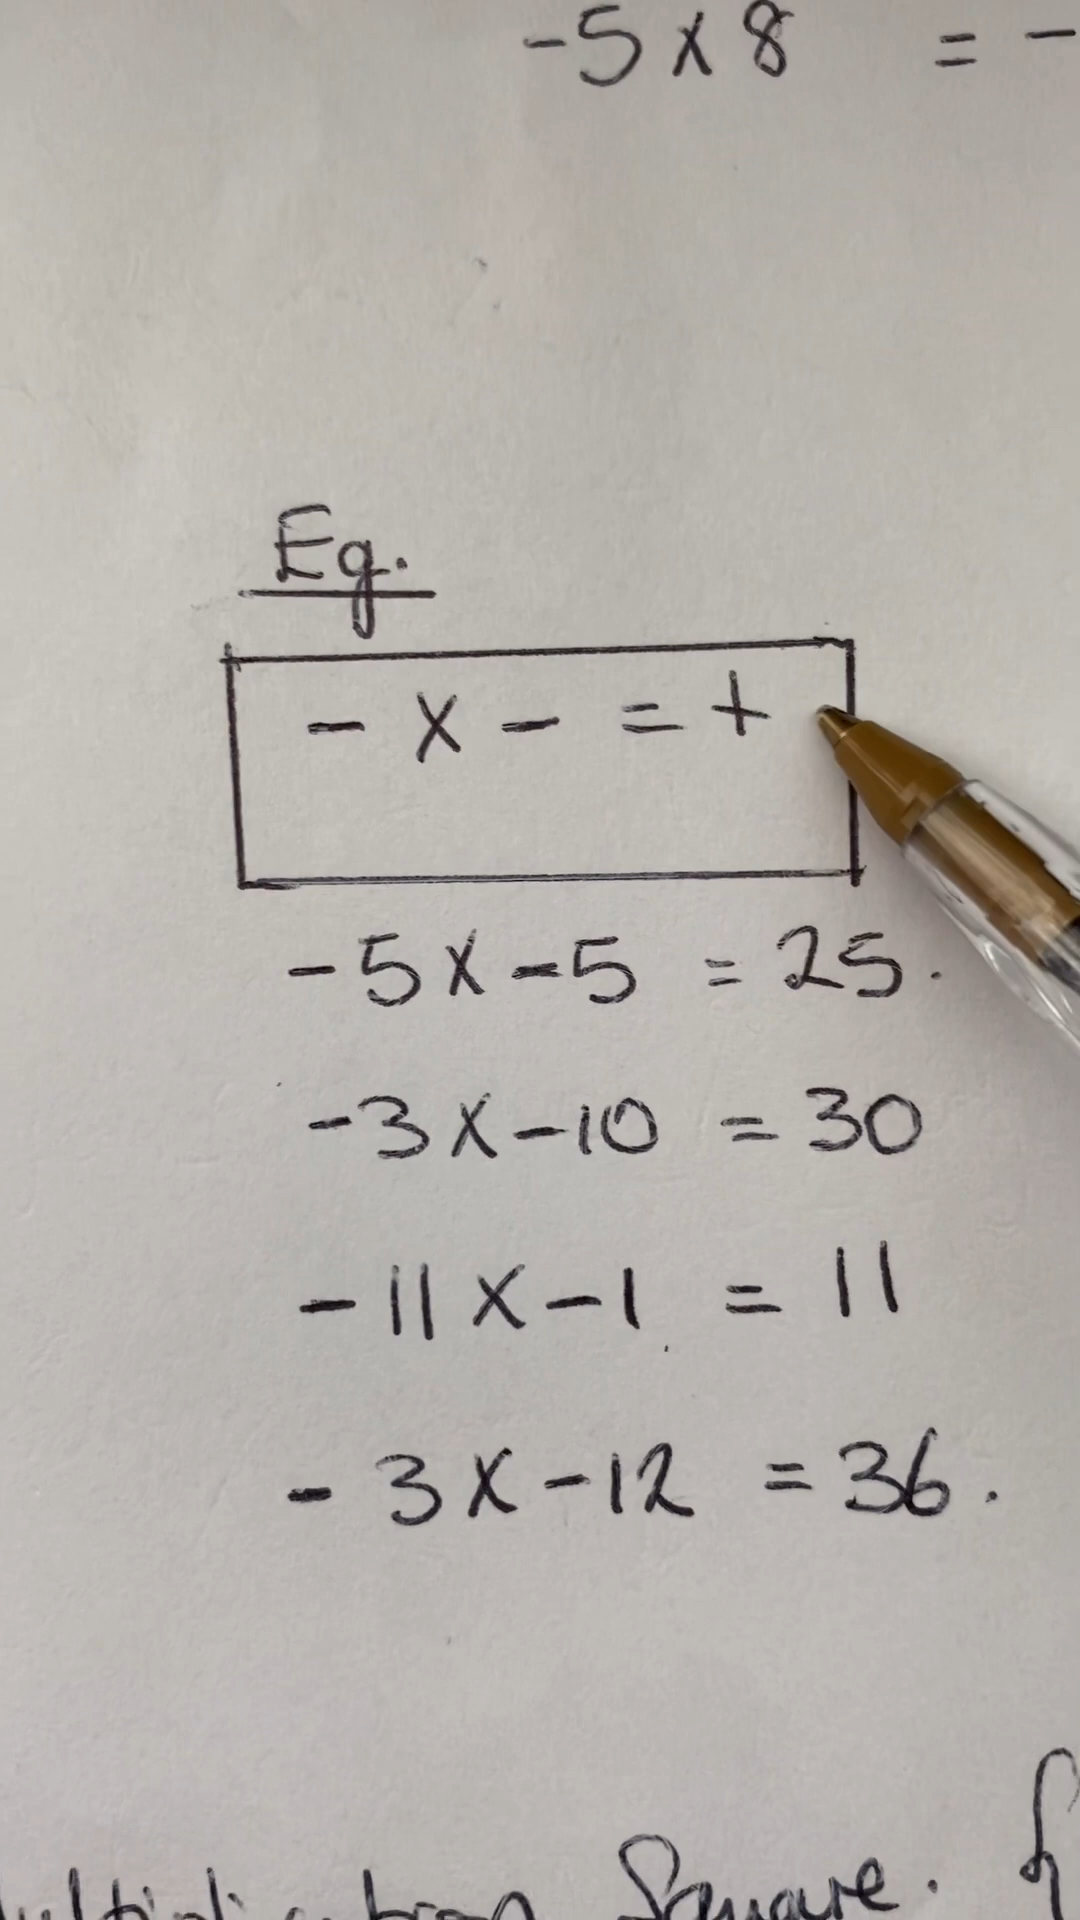 -5 x 8 = -
Eg.
- x - = +
-5 x -5 = 25.
-3 x -10 = 30
-11 x -1 = 11
-3 x -12 = 36.
Square.